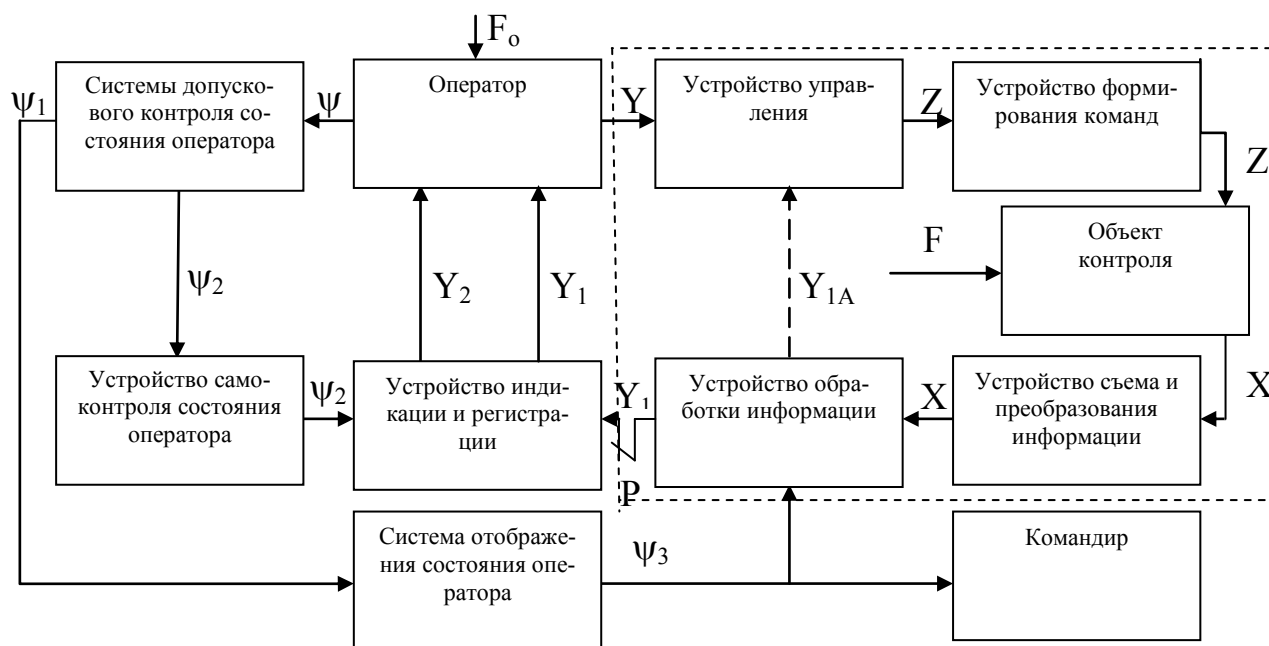 Fo
Системы допуско-
вого контроля со-
стояния оператора
Оператор
Устройство управ-
ления
Устройство форми-
рования команд
ψ1
ψ
Y
Z
Z
Объект
контроля
F
ψ2
Y2
Y1
Y1A
Устройство само-
контроля состояния
оператора
ψ2
Устройство инди-
кации и регистра-
ции
Y1
Устройство обра-
ботки информации
X
Устройство съема и
преобразования
информации
X
P
Система отображе-
ния состояния опе-
ратора
ψ3
Командир